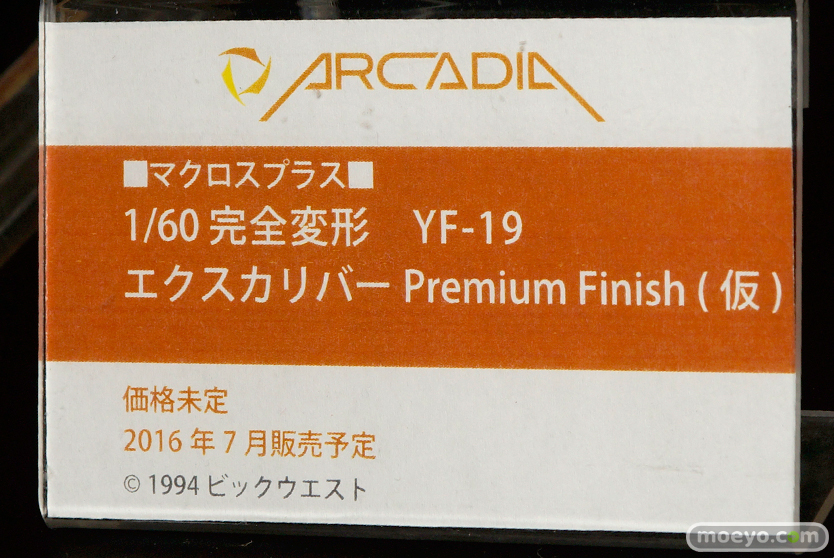 ARCADIA
■マクロスプラス■
1/60 完全変形　YF-19
エクスカリバー Premium Finish ( 仮 )
価格未定
2016 年 7 月販売予定
© 1994 ビックウエスト
moeyo.com